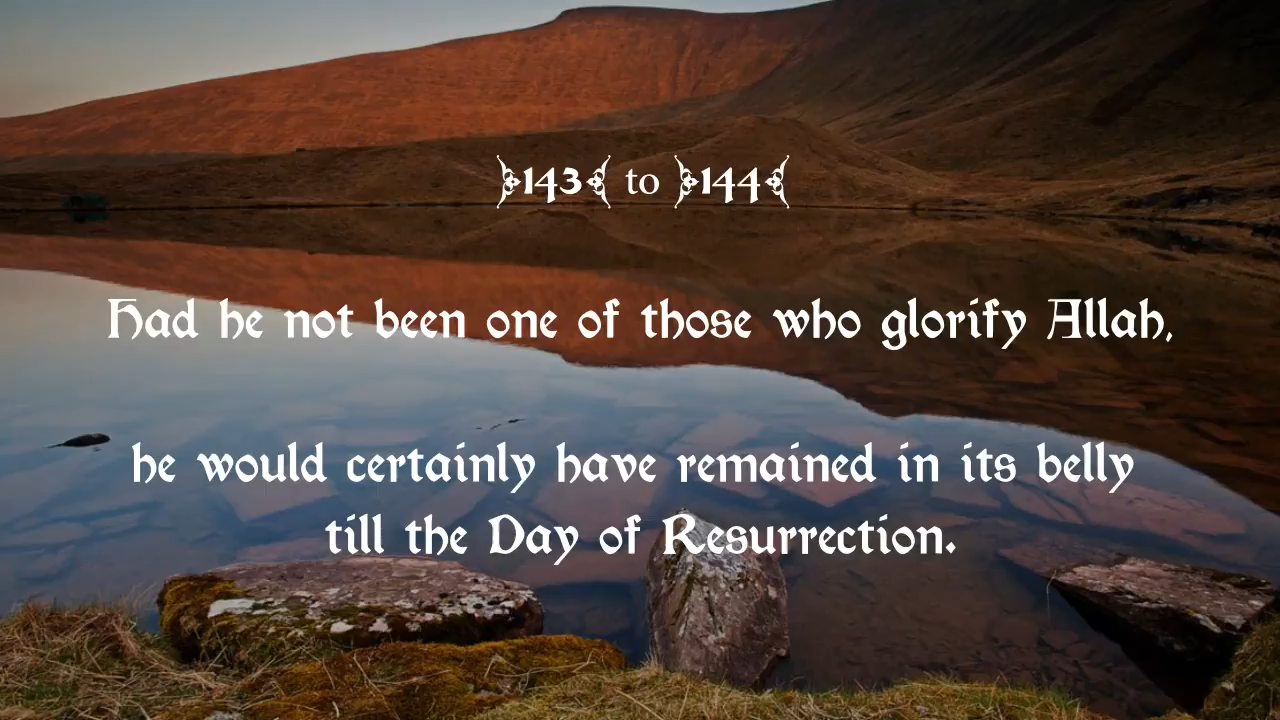 ﴾143﴿ to ﴾144﴿
Had he not been one of those who glorify Allah,
he would certainly have remained in its belly
till the Day of Resurrection.